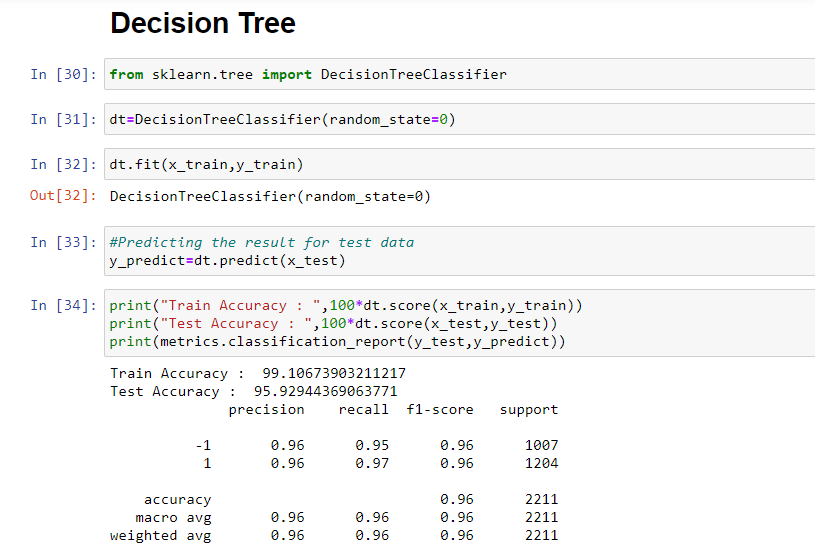 Decision Tree
In [30]: from sklearn.tree import DecisionTreeClassifier
In [31]: dt=DecisionTreeClassifier(random_state=0)
In [32]: dt.fit(x_train,y_train)
Out[32]: DecisionTreeClassifier(random_state=0)
In [33]: #Predicting the result for test data
y_predict=dt.predict(x_test)
In [34]: print("Train Accuracy : ",100*dt.score(x_train,y_train))
print("Test Accuracy : ",100*dt.score(x_test,y_test))
print(metrics.classification_report(y_test,y_predict))
Train Accuracy :  99.10673903211217
Test Accuracy :  95.92944369063771
precision    recall  f1-score   support
-1       0.96      0.95      0.96      1007
1       0.96      0.97      0.96      1204
accuracy                           0.96      2211
macro avg       0.96      0.96      0.96      2211
weighted avg       0.96      0.96      0.96      2211